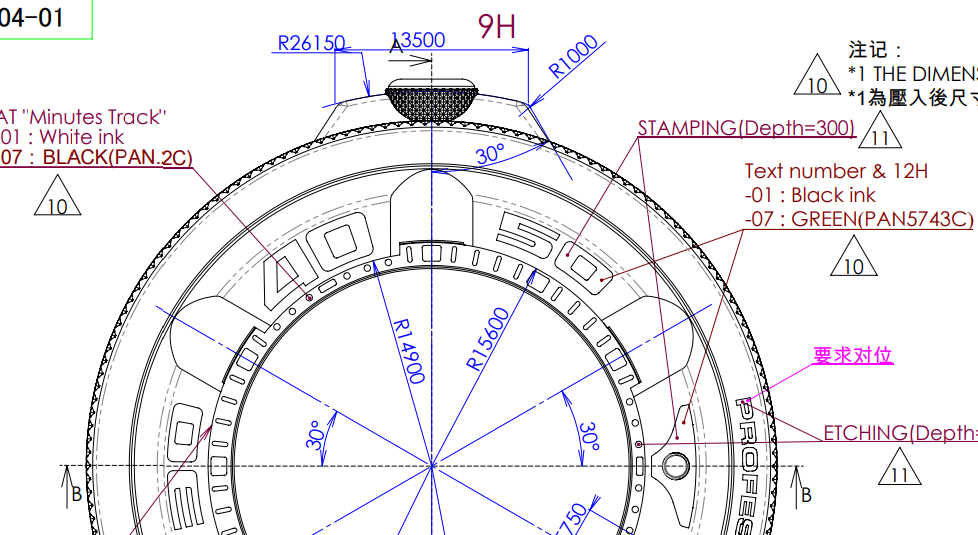 04-01
9H
R26150
A
13500
R1000
10
注记：
*1 THE DIMENS
*1為壓入後尺寸
AT "Minutes Track"
01 : White ink
07 : BLACK(PAN.2C)
10
STAMPING(Depth=300)
11
30°
Text number & 12H
-01 : Black ink
-07 : GREEN(PAN5743C)
10
50
40
R14900
R15600
要求对位
30°
30°
ETCHING(Depth=
11
PROFES
B
B
750